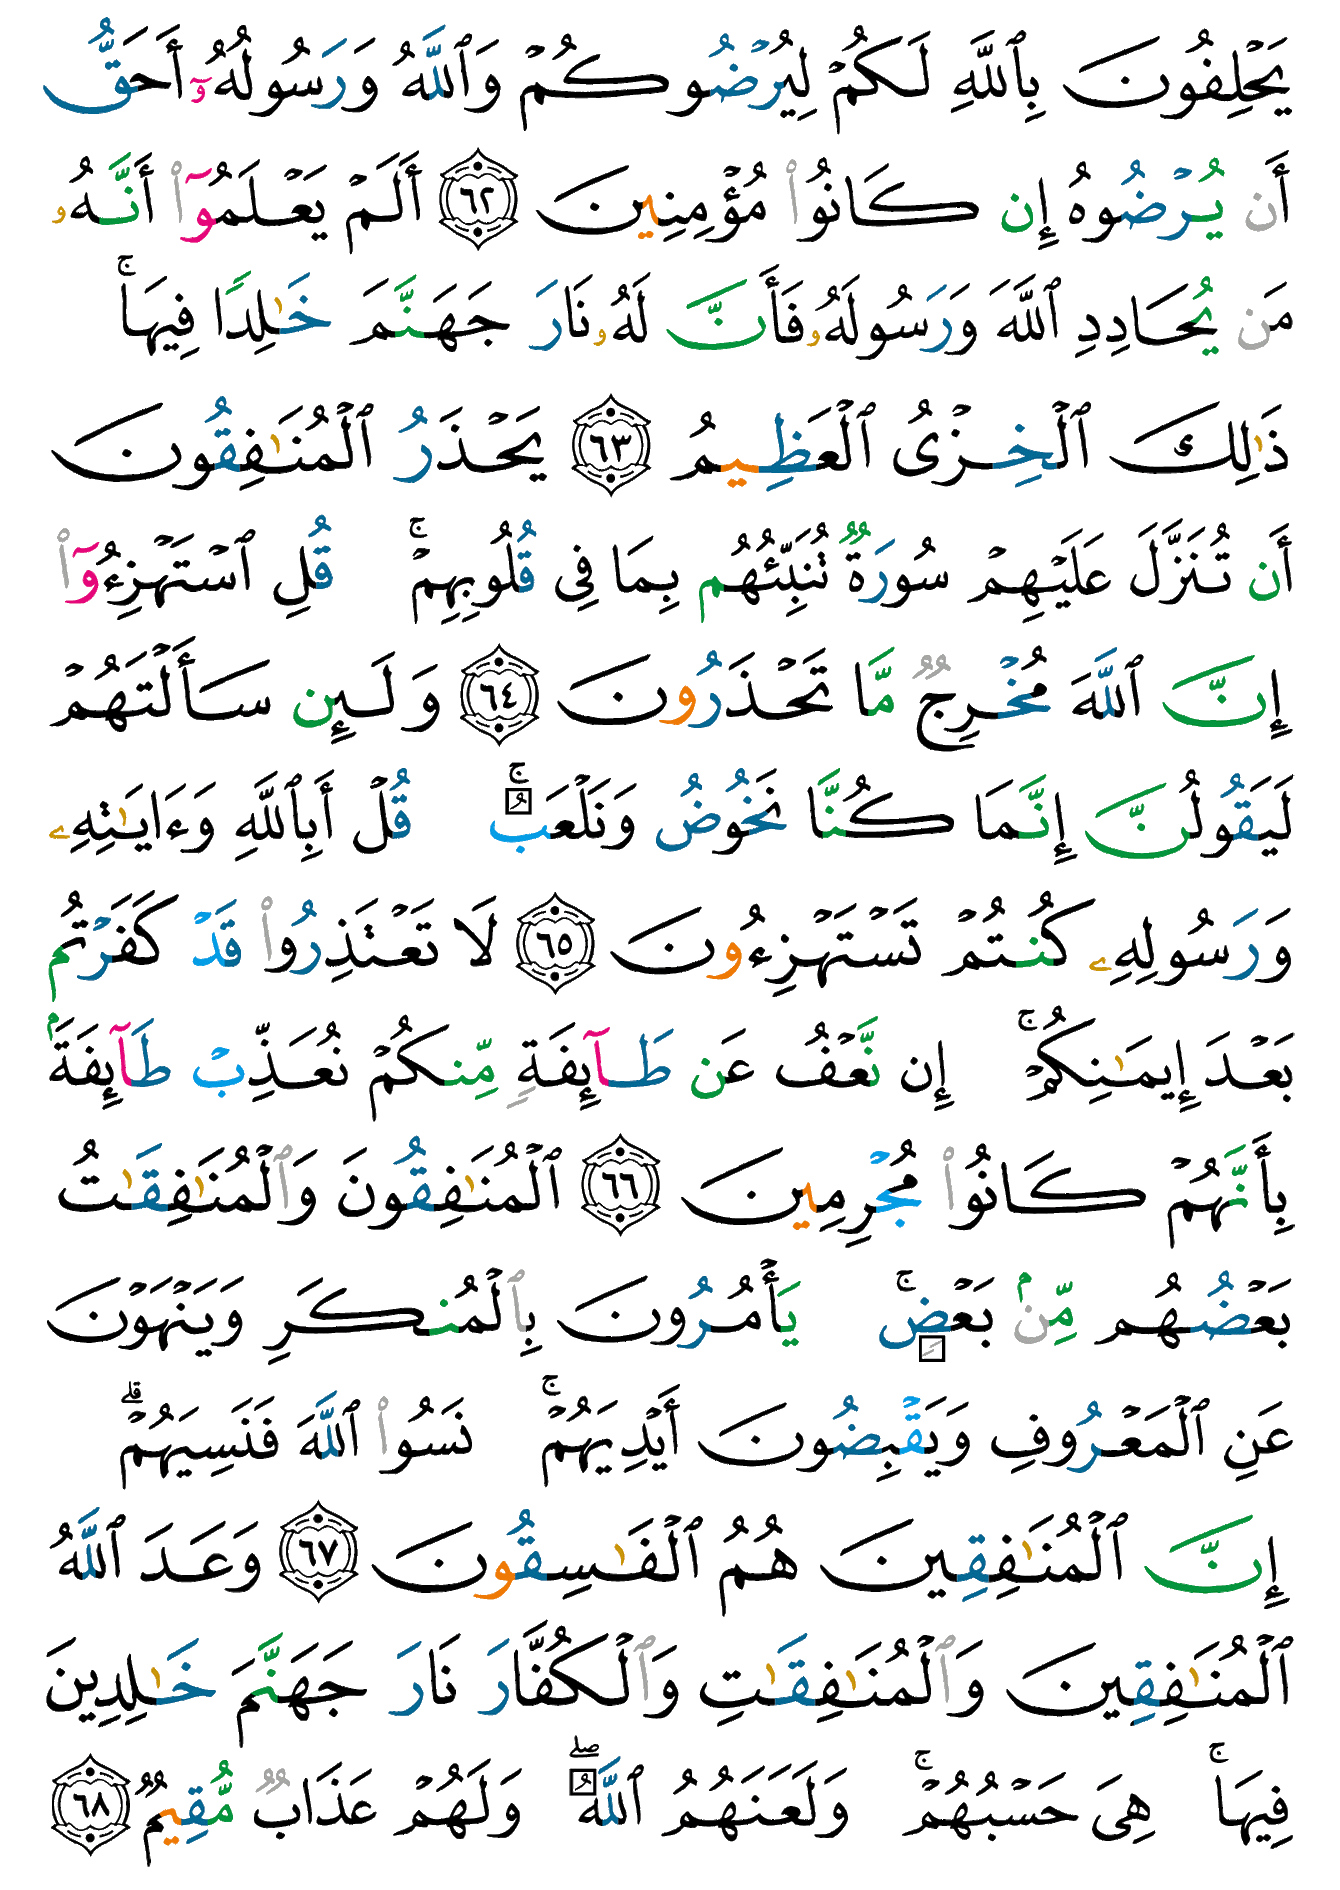 يَحۡلِفُونَ بِٱللَّهِ لَكُمۡ لِيُرۡضُوكُمۡ وَٱللَّهُ وَرَسُولُهُۥٓ أَحَقُّ
أَن يُرۡضُوهُ إِن كَانُواْ مُؤۡمِنِينَ ٦٢ أَلَمۡ يَعۡلَمُوٓاْ أَنَّهُۥ
مَن يُحَادِدِ ٱللَّهَ وَرَسُولَهُۥ فَأَنَّ لَهُۥ نَارَ جَهَنَّمَ خَٰلِدٗا فِيهَاۚ
ذَٰلِكَ ٱلۡخِزۡيُ ٱلۡعَظِيمُ ٦٣ يَحۡذَرُ ٱلۡمُنَٰفِقُونَ
أَن تُنَزَّلَ عَلَيۡهِمۡ سُورَةٞ تُنَبِّئُهُم بِمَا فِي قُلُوبِهِمۡۚ قُلِ ٱسۡتَهۡزِءُوٓاْ
إِنَّ ٱللَّهَ مُخۡرِجٞ مَّا تَحۡذَرُونَ ٦٤ وَلَئِن سَأَلۡتَهُمۡ
لَيَقُولُنَّ إِنَّمَا كُنَّا نَخُوضُ وَنَلۡعَبُۚ قُلۡ أَبِٱللَّهِ وَءَايَٰتِهِۦ
وَرَسُولِهِۦ كُنتُمۡ تَسۡتَهۡزِءُونَ ٦٥ لَا تَعۡتَذِرُواْ قَدۡ كَفَرۡتُم
بَعۡدَ إِيمَٰنِكُمۡۚ إِن نَّعۡفُ عَن طَآئِفَةٖ مِّنكُمۡ نُعَذِّبۡ طَآئِفَةَۢ
بِأَنَّهُمۡ كَانُواْ مُجۡرِمِينَ ٦٦ ٱلۡمُنَٰفِقُونَ وَٱلۡمُنَٰفِقَٰتُ
بَعۡضُهُم مِّنۢ بَعۡضٖۚ يَأۡمُرُونَ بِٱلۡمُنكَرِ وَيَنۡهَوۡنَ
عَنِ ٱلۡمَعۡرُوفِ وَيَقۡبِضُونَ أَيۡدِيَهُمۡۚ نَسُواْ ٱللَّهَ فَنَسِيَهُمۡۗ
إِنَّ ٱلۡمُنَٰفِقِينَ هُمُ ٱلۡفَٰسِقُونَ ٦٧ وَعَدَ ٱللَّهُ
ٱلۡمُنَٰفِقِينَ وَٱلۡمُنَٰفِقَٰتِ وَٱلۡكُفَّارَ نَارَ جَهَنَّمَ خَٰلِدِينَ
فِيهَاۚ هِيَ حَسۡبُهُمۡۚ وَلَعَنَهُمُ ٱللَّهُۖ وَلَهُمۡ عَذَابٞ مُّقِيمٞ ٦٨